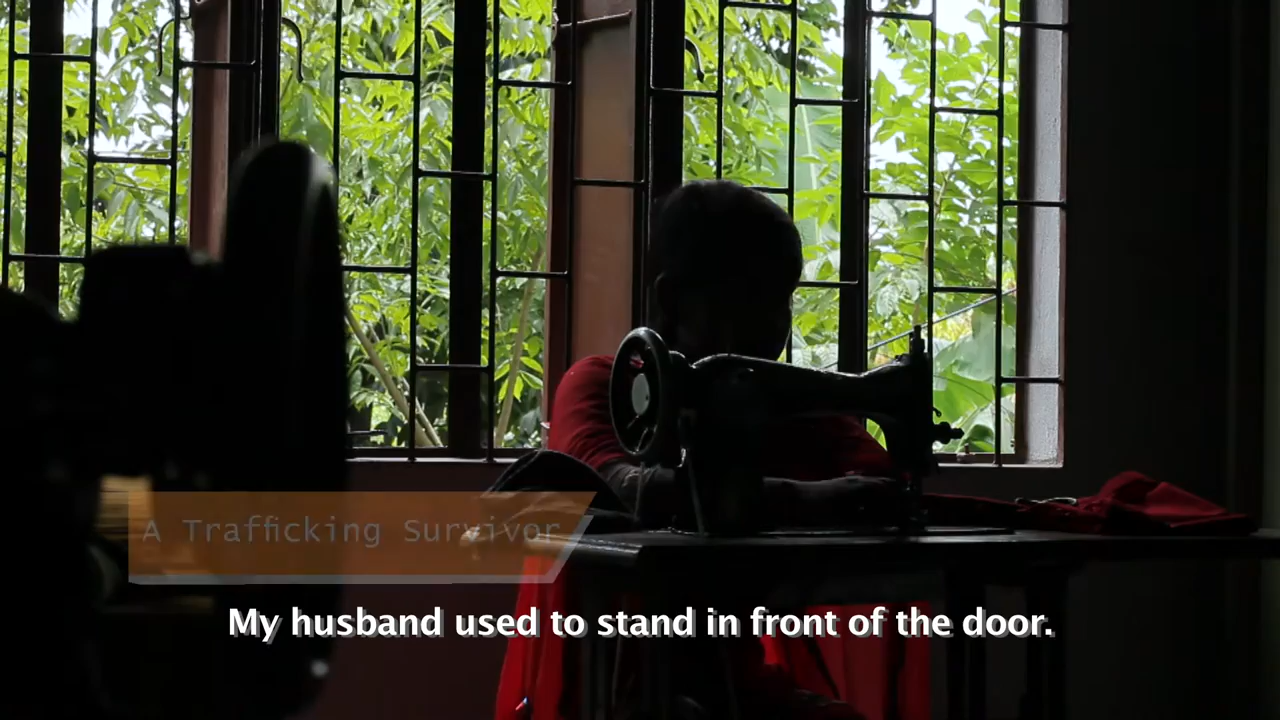 A Trafficking Survivor
My husband used to stand in front of the door.